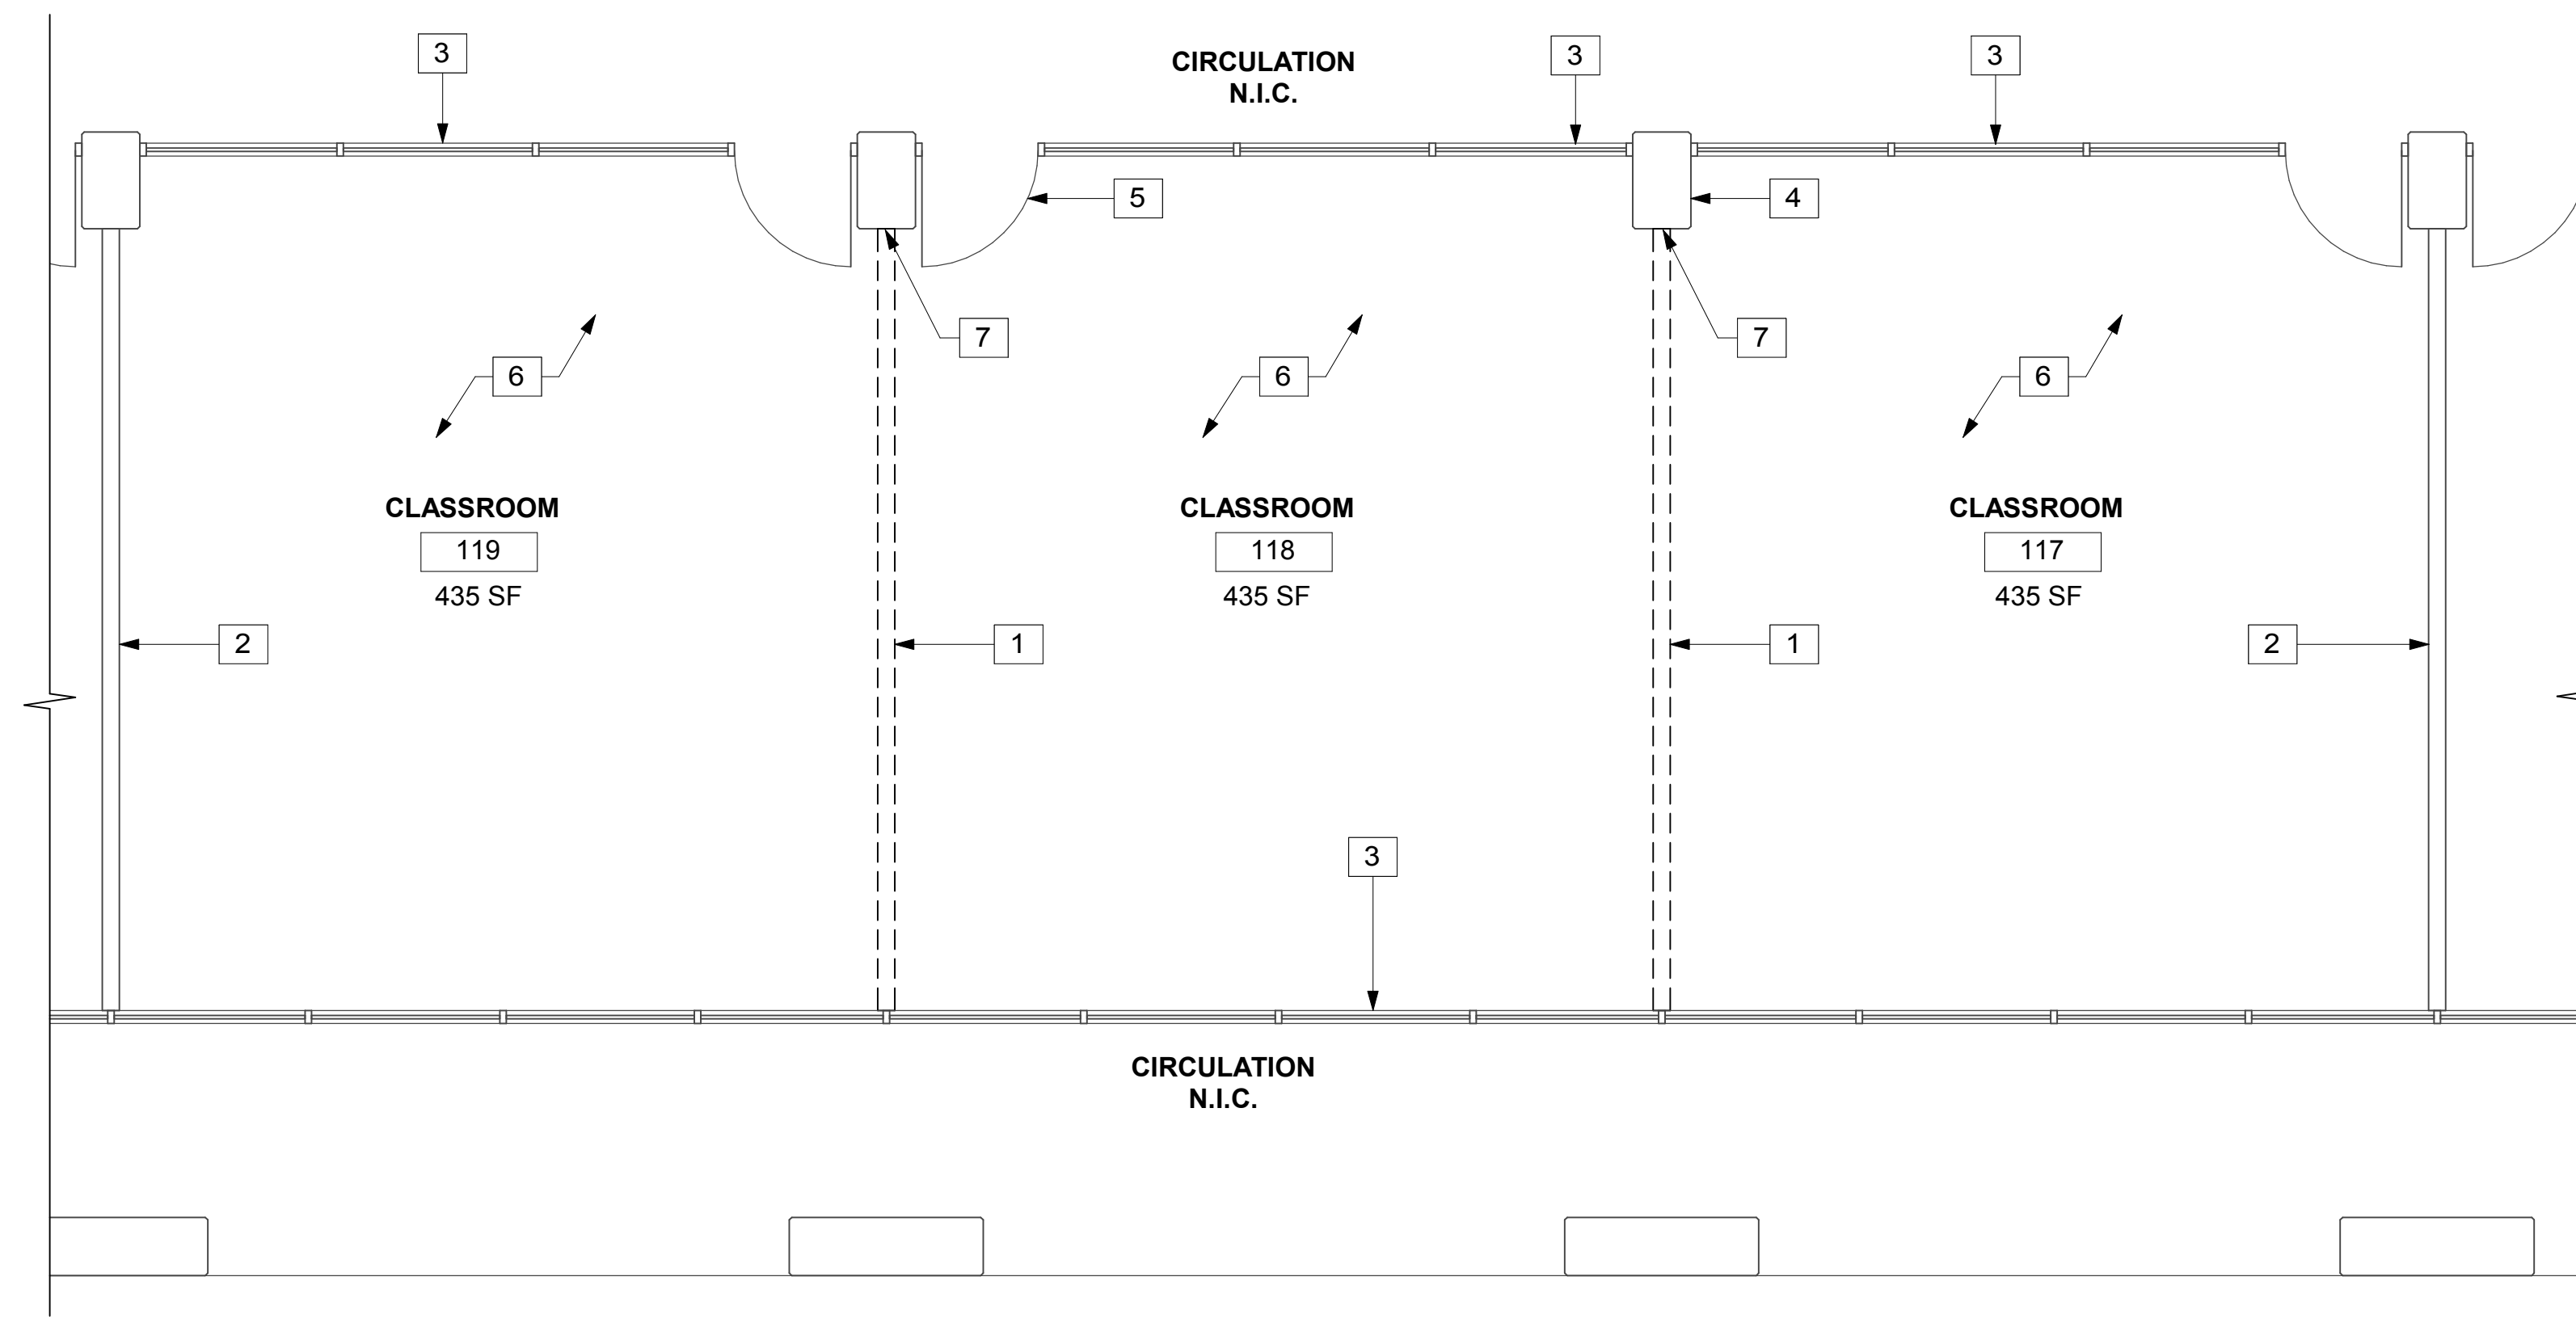 3
CIRCULATION
N.I.C.
3
3
5
4
7
7
6
6
6
CLASSROOM
119
435 SF
CLASSROOM
118
435 SF
CLASSROOM
117
435 SF
2
1
1
2
3
CIRCULATION
N.I.C.